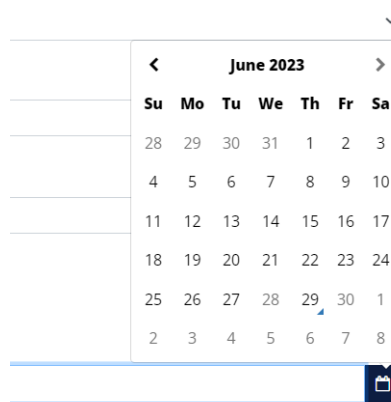 June 2023
Su Mo Tu We Th Fr Sa
28 29 30 31 1 2 3
4 5 6 7 8 9 10
11 12 13 14 15 16 17
18 19 20 21 22 23 24
25 26 27 28 29 30 1
2 3 4 5 6 7 8